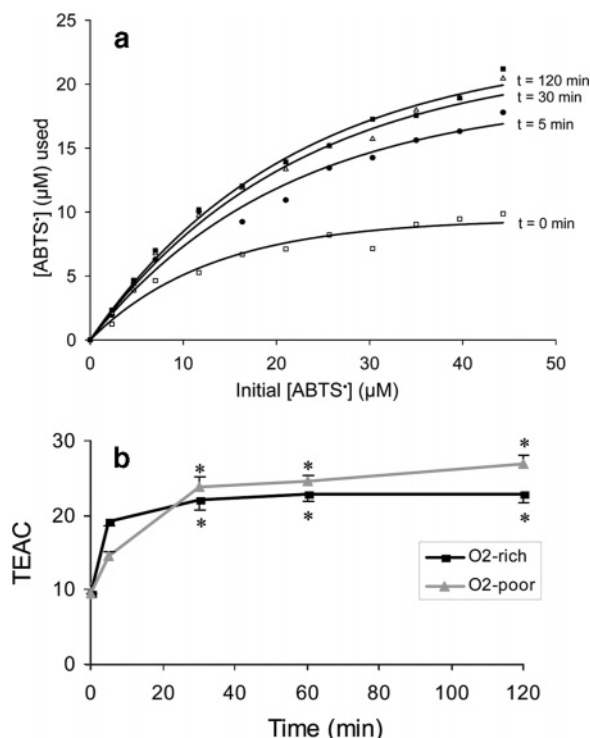 a
25
20
15
10
5
0
[ABTS•] (μM) used
t = 120 min
t = 30 min
t = 5 min
t = 0 min
0 10 20 30 40 50
Initial [ABTS•] (μM)
b
30
20
10
0
TEAC
* * *
* * *
O2-rich
O2-poor
0 20 40 60 80 100 120
Time (min)